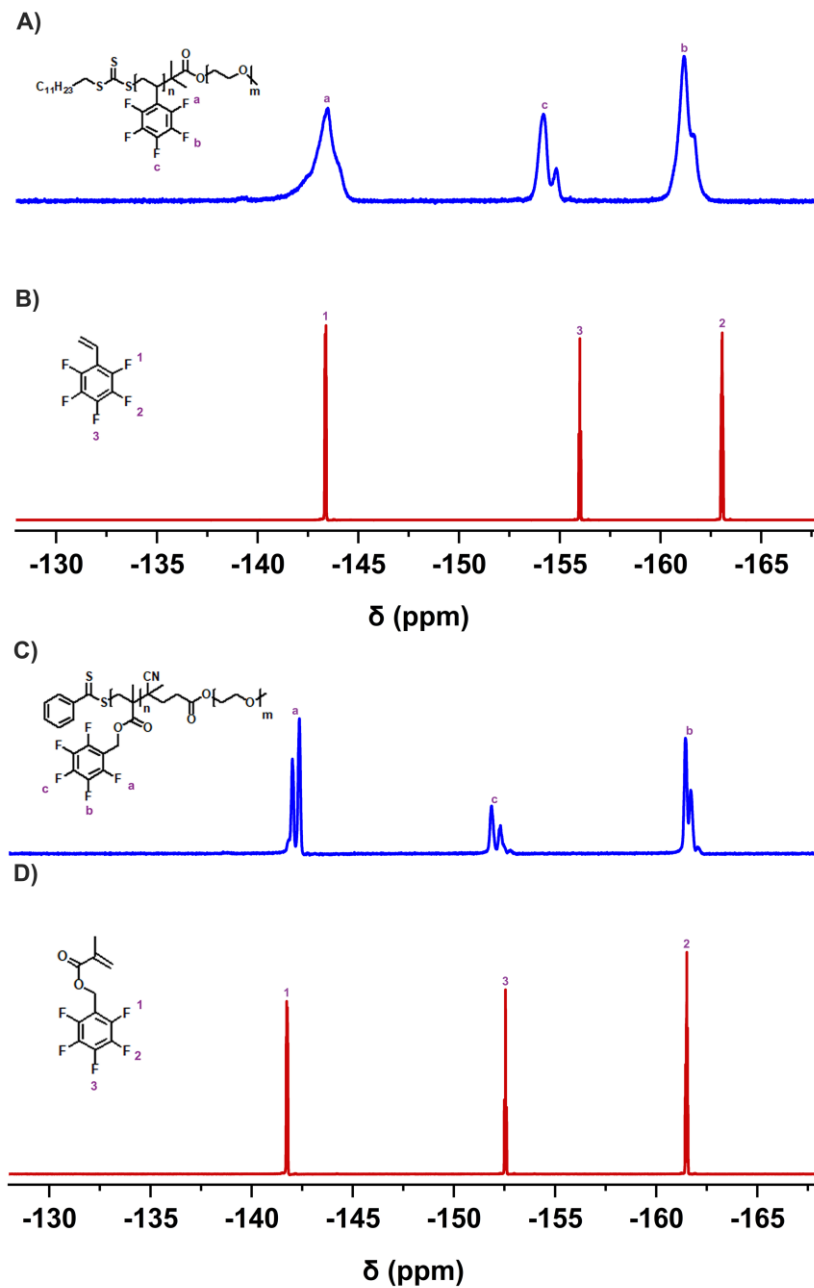 A)
C₁₁H₂₃ S S S n O O O m
F F F F F
a b c
a c b
B)
F F F F F
1 2 3
1 3 2
-130 -135 -140 -145 -150 -155 -160 -165
δ (ppm)
C)
S S n CN O O O m
O O
F F F F F
a b c
a c b
D)
O O
F F F F F
1 2 3
1 3 2
-130 -135 -140 -145 -150 -155 -160 -165
δ (ppm)